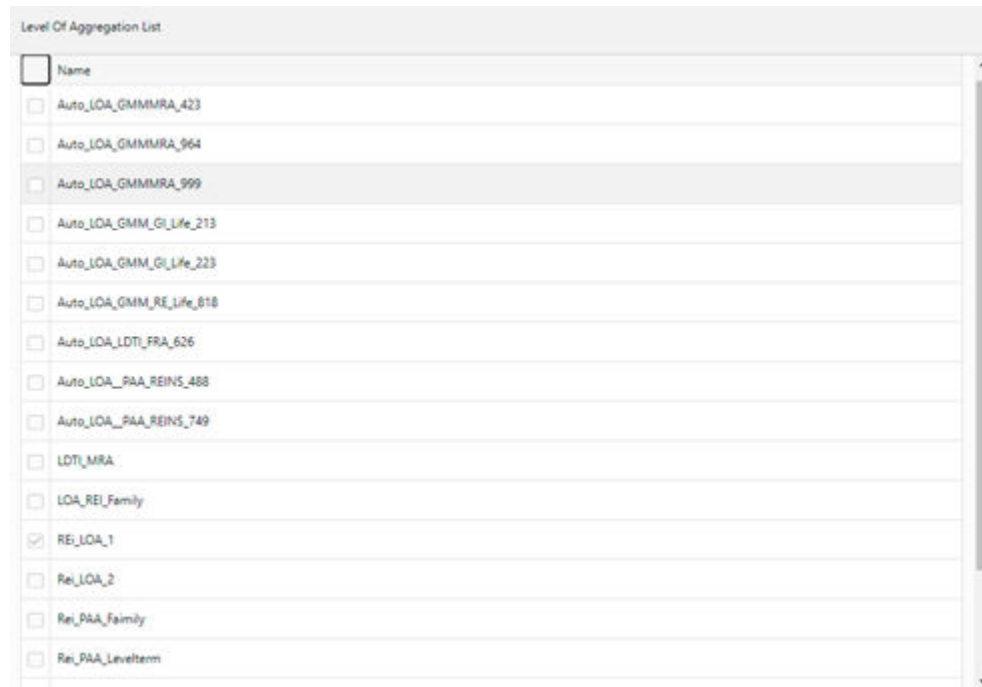 Level Of Aggregation List
Name
Auto_LOA_GMMMRA_423
Auto_LOA_GMMMRA_964
Auto_LOA_GMMMRA_999
Auto_LOA_GMM_GI_Life_213
Auto_LOA_GMM_GI_Life_223
Auto_LOA_GMM_RE_Life_818
Auto_LOA_LDTI_FRA_626
Auto_LOA__PAA_REINS_488
Auto_LOA__PAA_REINS_749
LDTI_MRA
LOA_REI_Family
REi_LOA_1
Rei_LOA_2
Rei_PAA_Faimily
Rei_PAA_Levelterm